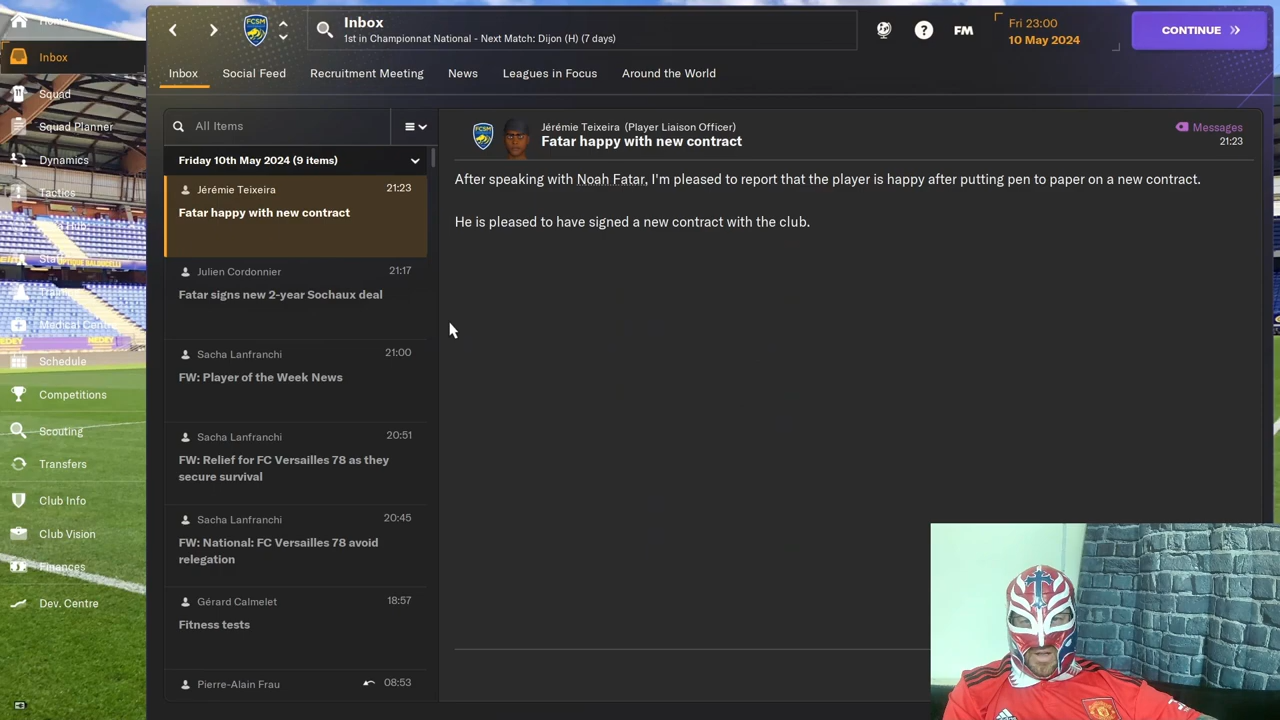 Home
Inbox
Squad
Squad Planner
Dynamics
Tactics
Schedule
Competitions
Scouting
Transfers
Club Info
Club Vision
Finances
Dev. Centre
FCSM
Inbox
1st in Championnat National - Next Match: Dijon (H) (7 days)
?
FM
Fri 23:00
10 May 2024
CONTINUE
Inbox Social Feed Recruitment Meeting News Leagues in Focus Around the World
All Items
Friday 10th May 2024 (9 items)
Jérémie Teixeira 21:23
Fatar happy with new contract
Julien Cordonnier 21:17
Fatar signs new 2-year Sochaux deal
Sacha Lanfranchi 21:00
FW: Player of the Week News
Sacha Lanfranchi 20:51
FW: Relief for FC Versailles 78 as they
secure survival
Sacha Lanfranchi 20:45
FW: National: FC Versailles 78 avoid
relegation
Gérard Calmelet 18:57
Fitness tests
Pierre-Alain Frau 08:53
FCSM
Jérémie Teixeira (Player Liaison Officer)
Fatar happy with new contract
Messages
21:23
After speaking with Noah Fatar, I'm pleased to report that the player is happy after putting pen to paper on a new contract.
He is pleased to have signed a new contract with the club.